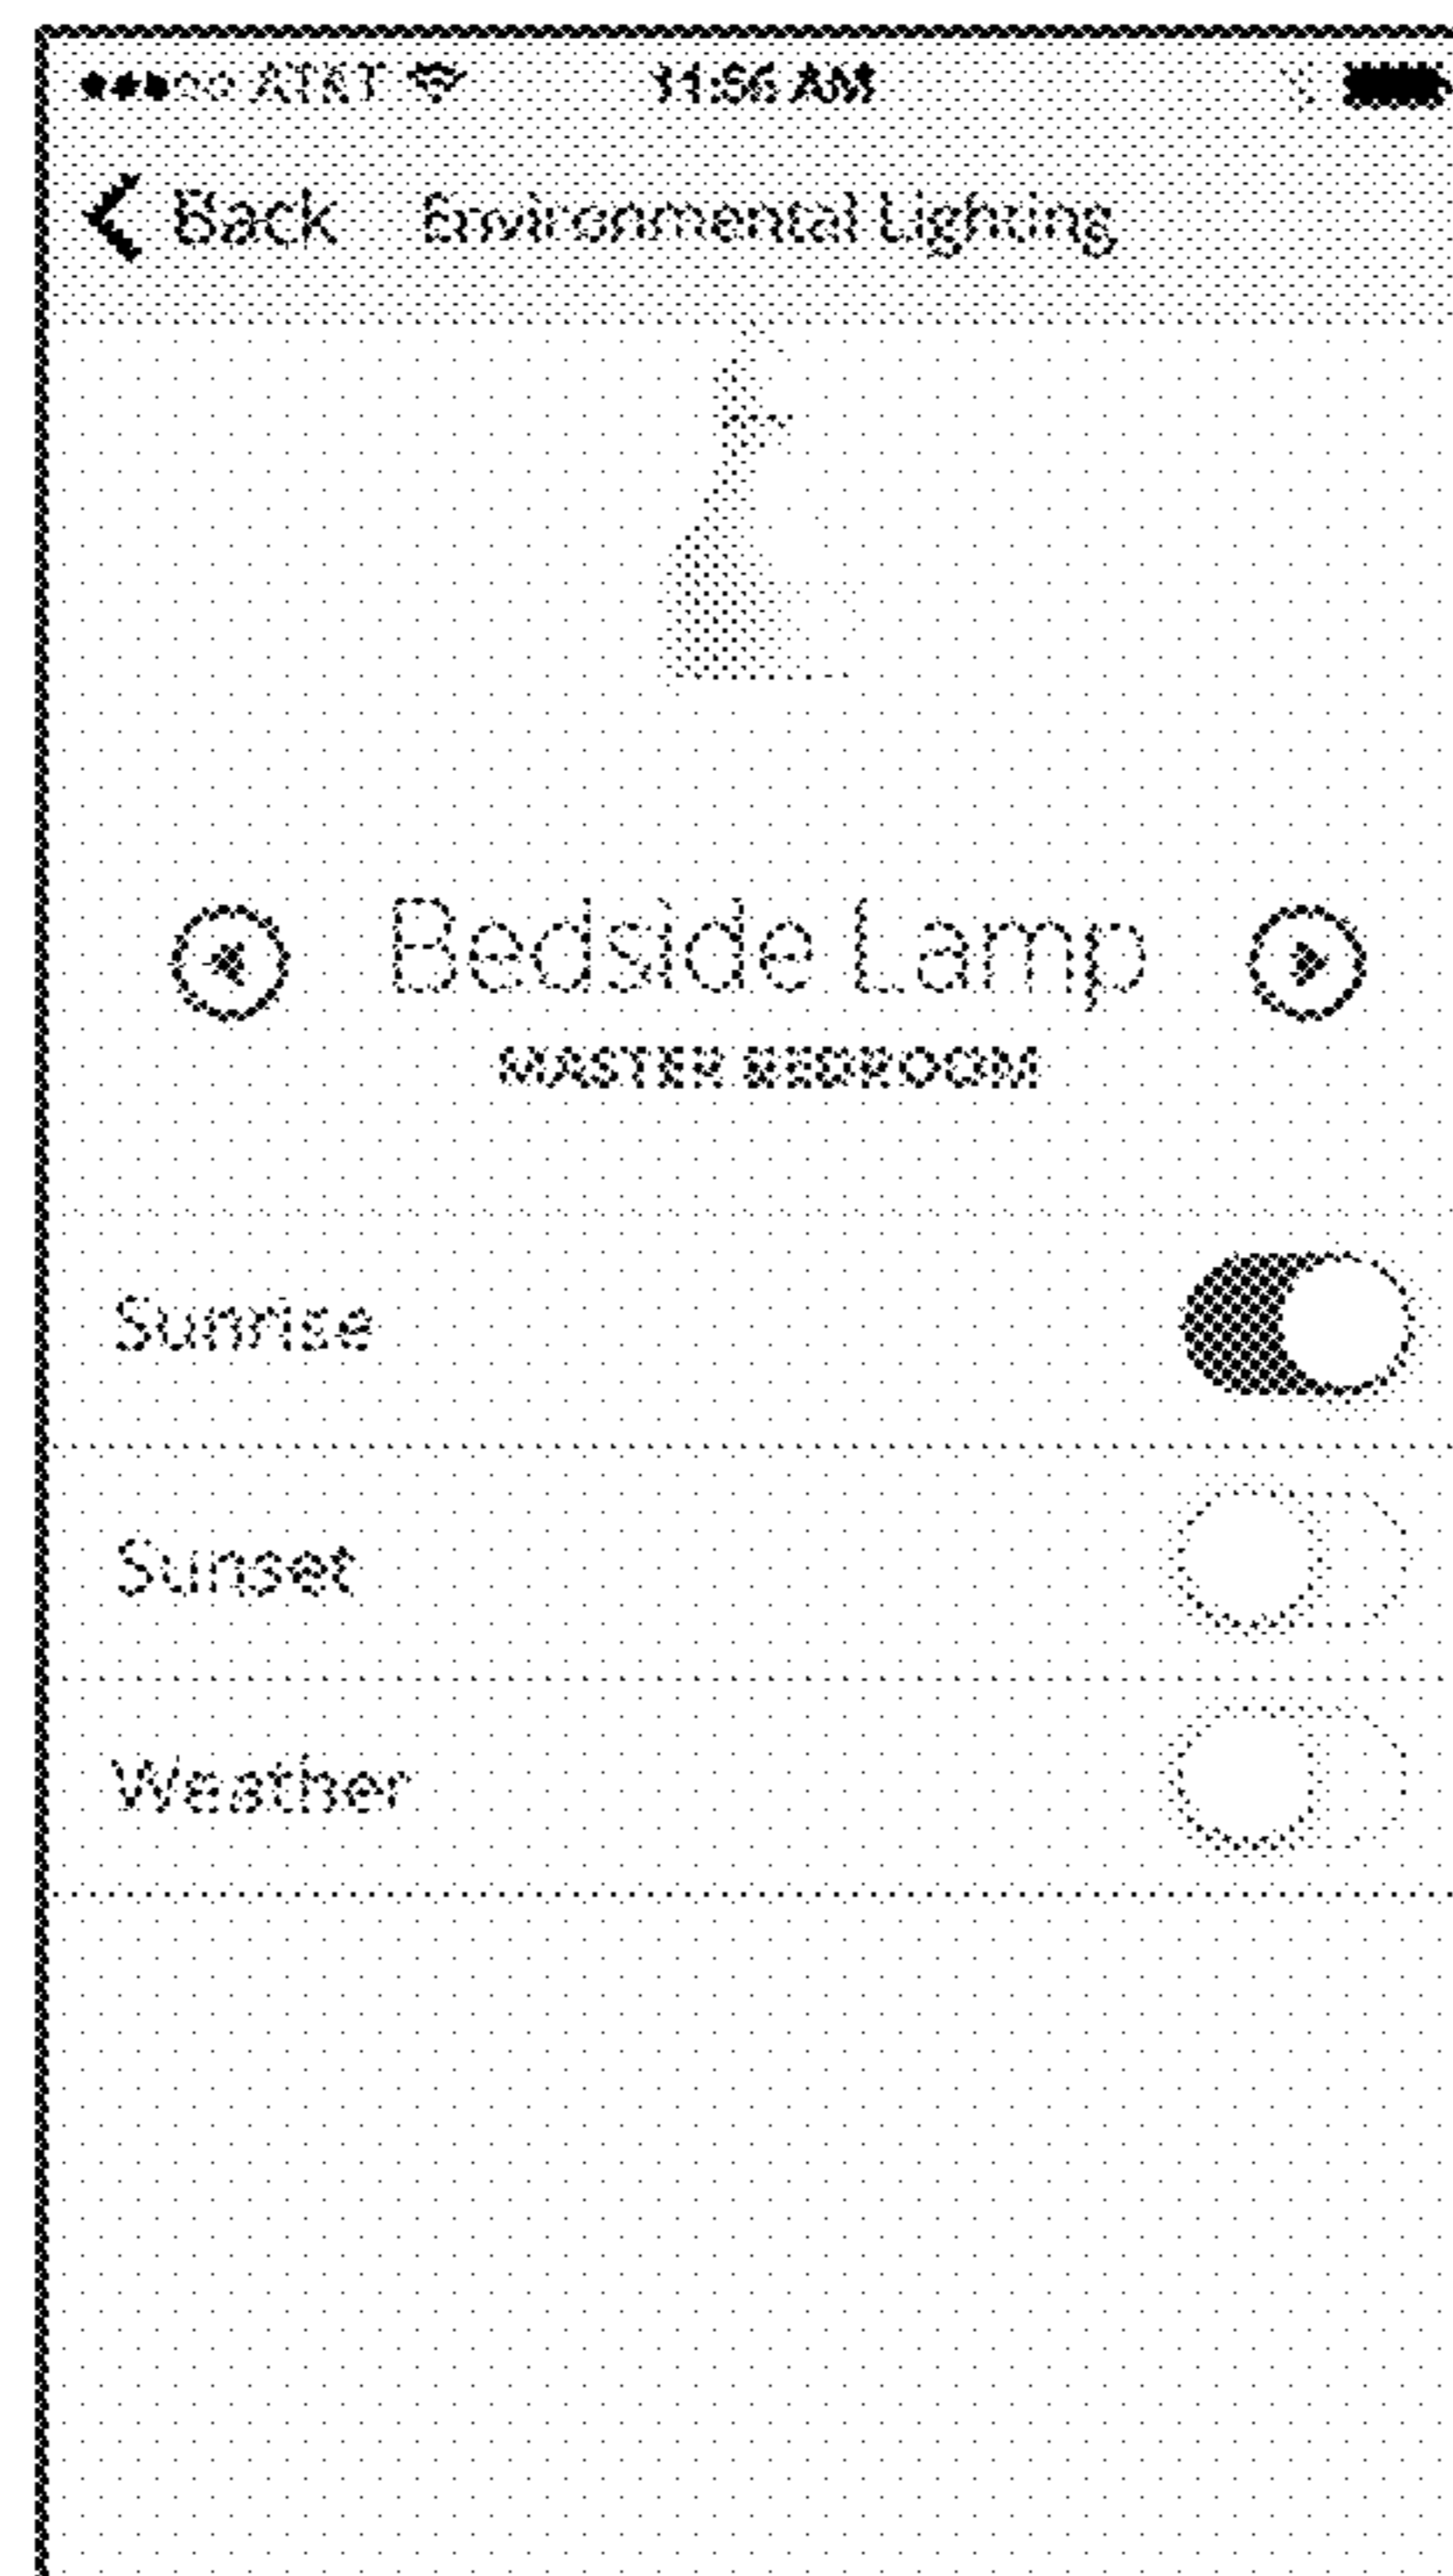 AT&T 11:56 AM
Back Environmental Lighting
Bedside Lamp
MASTER BEDROOM
Sunrise
Sunset
Weather